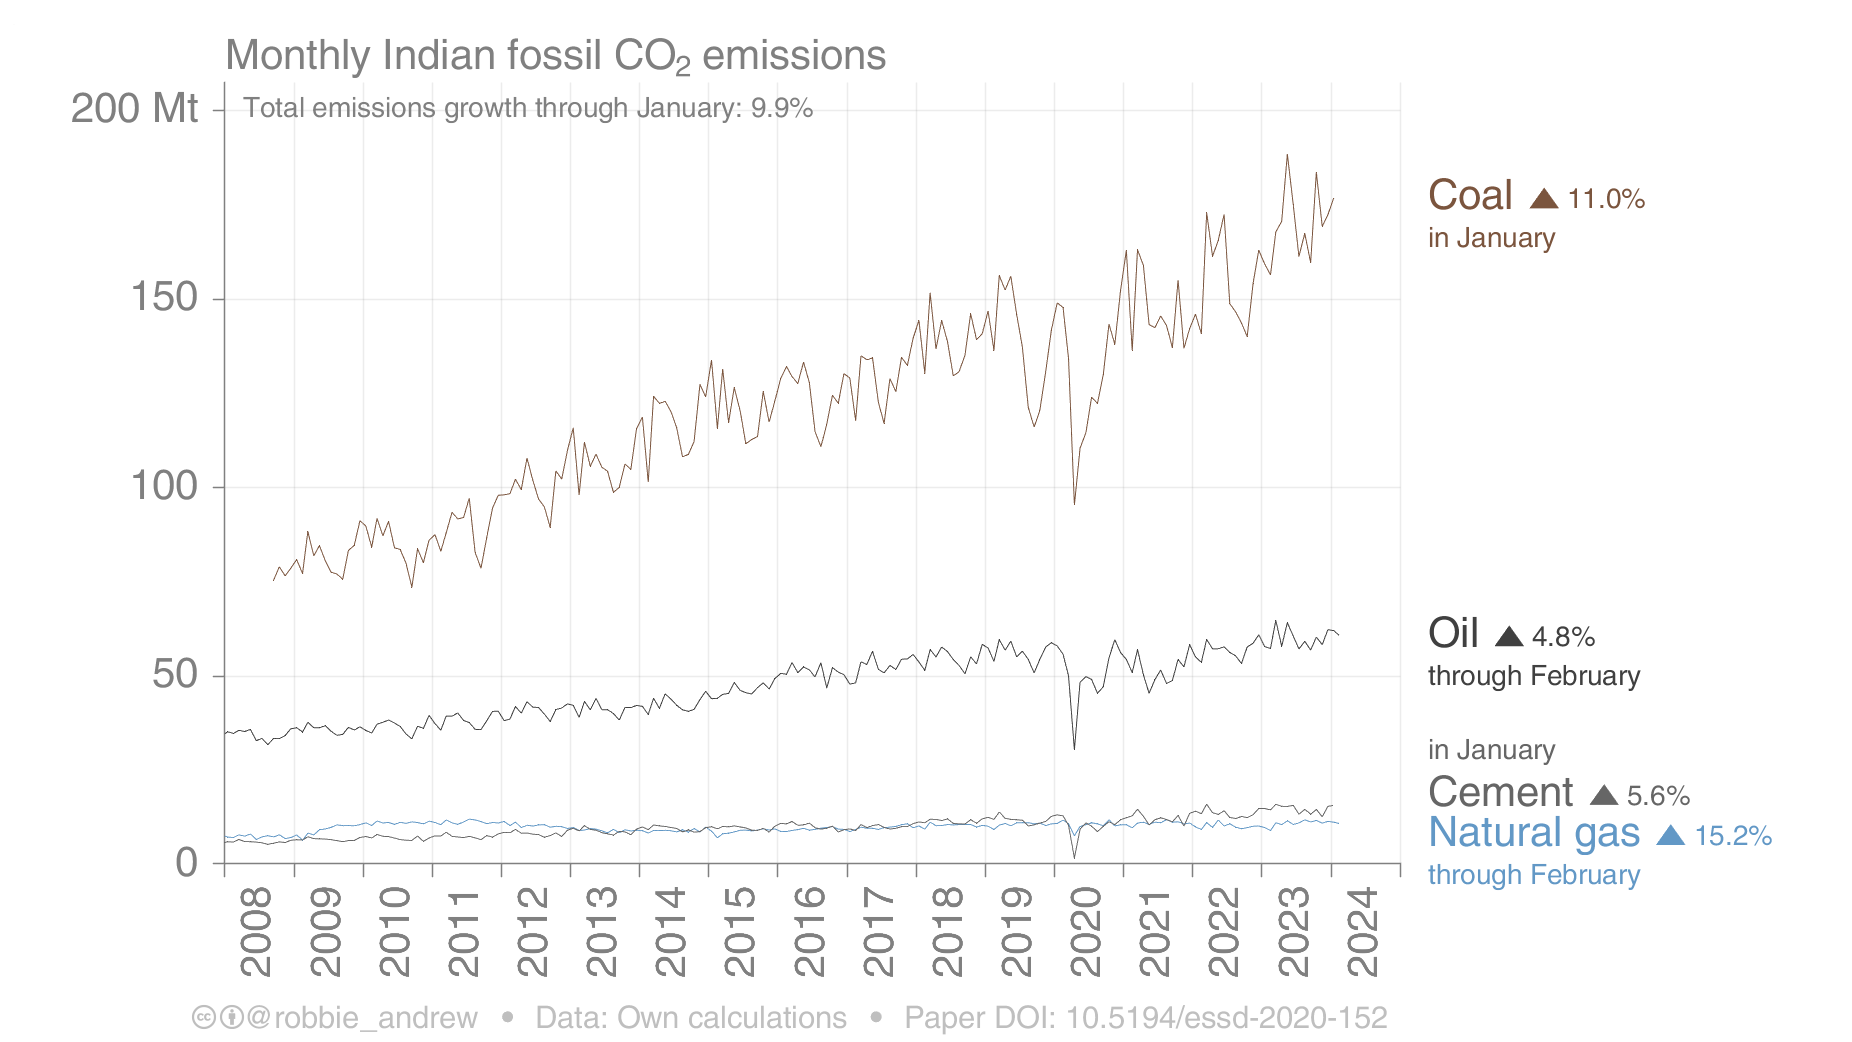 Monthly Indian fossil CO₂ emissions
Total emissions growth through January: 9.9%
200 Mt
150
100
50
0
Coal ▲ 11.0%
in January
Oil ▲ 4.8%
through February
in January
Cement ▲ 5.6%
Natural gas ▲ 15.2%
through February
2008
2009
2010
2011
2012
2013
2014
2015
2016
2017
2018
2019
2020
2021
2022
2023
2024
@robbie_andrew • Data: Own calculations • Paper DOI: 10.5194/essd-2020-152